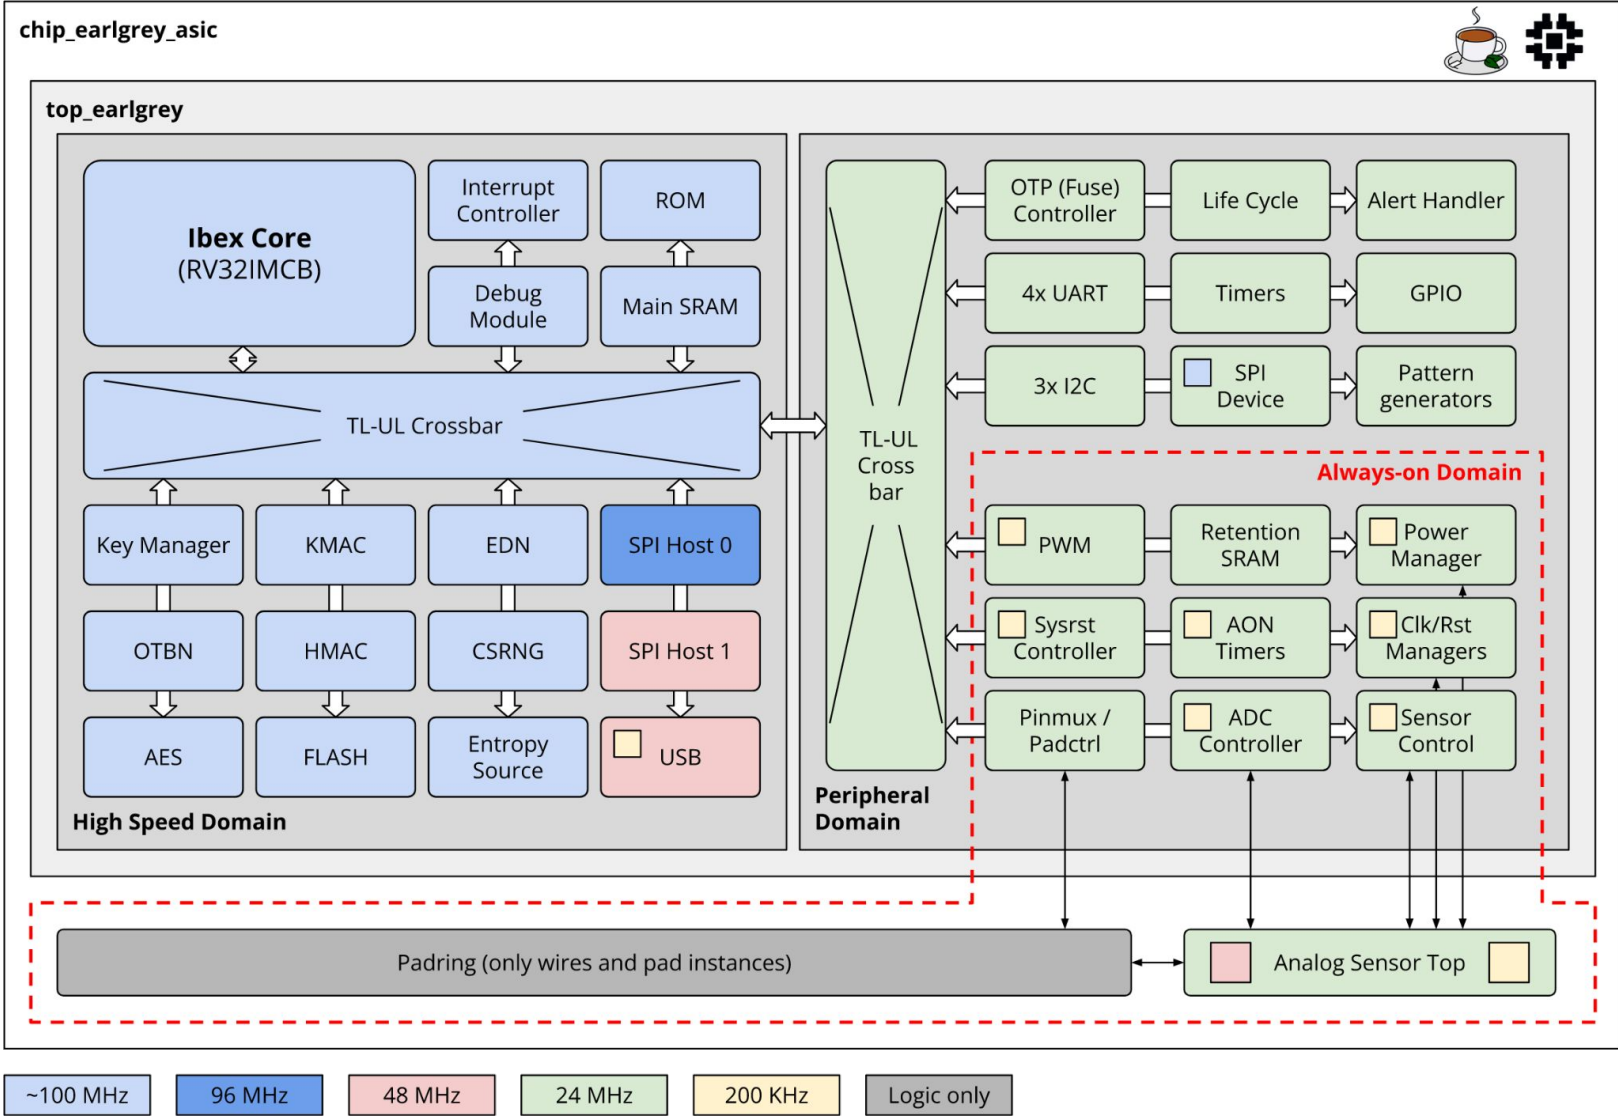 chip_earlgrey_asic
top_earlgrey
Ibex Core
(RV32IMCB)
Interrupt
Controller
ROM
Debug
Module
Main SRAM
TL-UL Crossbar
Key Manager
KMAC
EDN
SPI Host 0
OTBN
HMAC
CSRNG
SPI Host 1
AES
FLASH
Entropy
Source
USB
High Speed Domain
TL-UL
Cross
bar
OTP (Fuse)
Controller
Life Cycle
Alert Handler
4x UART
Timers
GPIO
3x I2C
SPI
Device
Pattern
generators
Always-on Domain
PWM
Retention
SRAM
Power
Manager
Sysrst
Controller
AON
Timers
Clk/Rst
Managers
Pinmux /
Padctrl
ADC
Controller
Sensor
Control
Peripheral
Domain
Padring (only wires and pad instances)
Analog Sensor Top
~100 MHz
96 MHz
48 MHz
24 MHz
200 KHz
Logic only